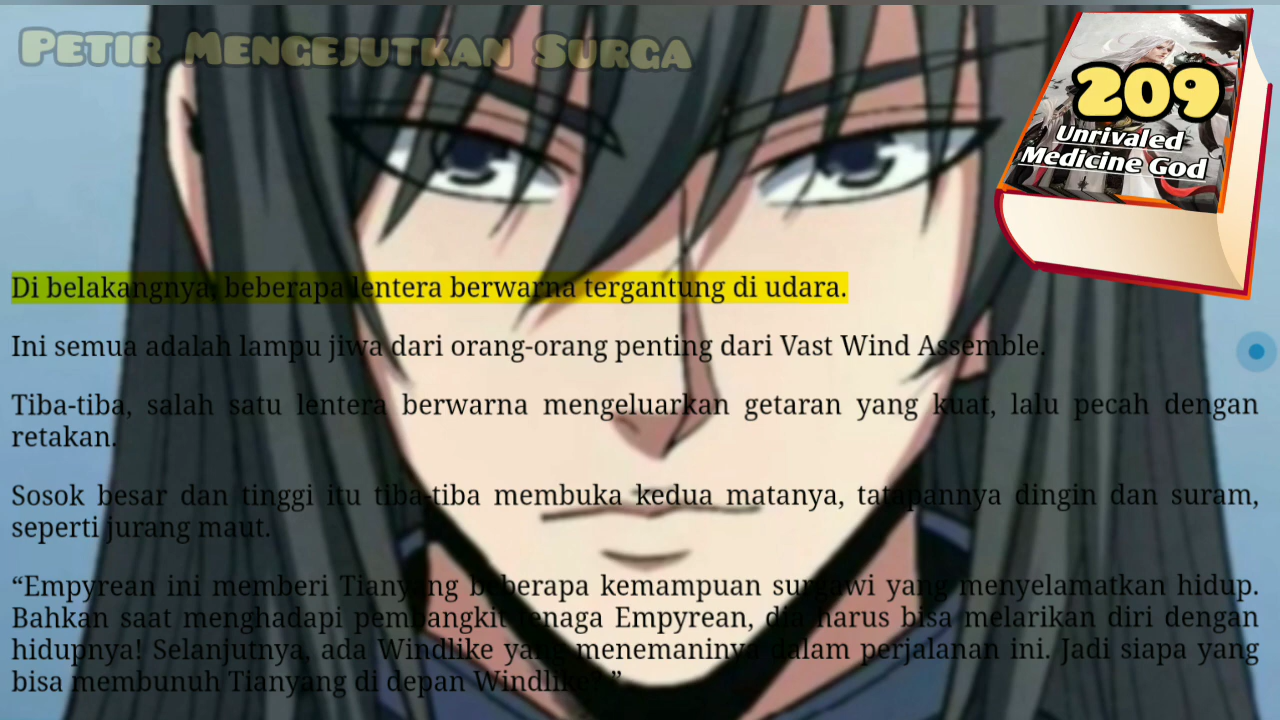 Petir Mengejutkan Surga
209
Unrivaled
Medicine God
Di belakangnya, beberapa lentera berwarna tergantung di udara.
Ini semua adalah lampu jiwa dari orang-orang penting dari Vast Wind Assemble.
Tiba-tiba, salah satu lentera berwarna mengeluarkan getaran yang kuat, lalu pecah dengan
retakan.
Sosok besar dan tinggi itu tiba-tiba membuka kedua matanya, tatapannya dingin dan suram,
seperti jurang maut.
“Empyrean ini memberi Tianyang beberapa kemampuan surgawi yang menyelamatkan hidup.
Bahkan saat menghadapi pembangkit tenaga Empyrean, dia harus bisa melarikan diri dengan
hidupnya! Selanjutnya, ada Windlike yang menemaninya dalam perjalanan ini. Jadi siapa yang
bisa membunuh Tianyang di depan Windlike? ”